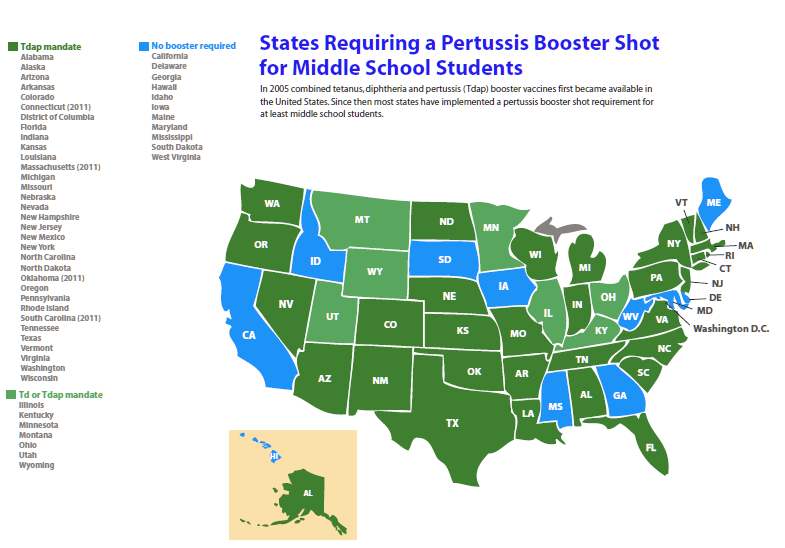 States Requiring a Pertussis Booster Shot
for Middle School Students
In 2005 combined tetanus, diphtheria and pertussis (Tdap) booster vaccines first became available in
the United States. Since then most states have implemented a pertussis booster shot requirement for
at least middle school students.
Tdap mandate
Alabama
Alaska
Arizona
Arkansas
Colorado
Connecticut (2011)
District of Columbia
Florida
Indiana
Kansas
Louisiana
Massachusetts (2011)
Michigan
Missouri
Nebraska
Nevada
New Hampshire
New Jersey
New Mexico
New York
North Carolina
North Dakota
Oklahoma (2011)
Oregon
Pennsylvania
Rhode Island
South Carolina (2011)
Tennessee
Texas
Vermont
Virginia
Washington
Wisconsin
Td or Tdap mandate
Illinois
Kentucky
Minnesota
Montana
Ohio
Utah
Wyoming
No booster required
California
Delaware
Georgia
Hawaii
Idaho
Iowa
Maine
Maryland
Mississippi
South Dakota
West Virginia
WA
OR
CA
NV
ID
MT
WY
UT
AZ
CO
NM
ND
SD
NE
KS
OK
TX
MN
IA
MO
AR
LA
WI
IL
MI
IN
OH
KY
TN
MS
AL
GA
FL
SC
NC
VA
WV
PA
NY
VT
ME
NH
MA
RI
CT
NJ
DE
MD
Washington D.C.
HI
AL